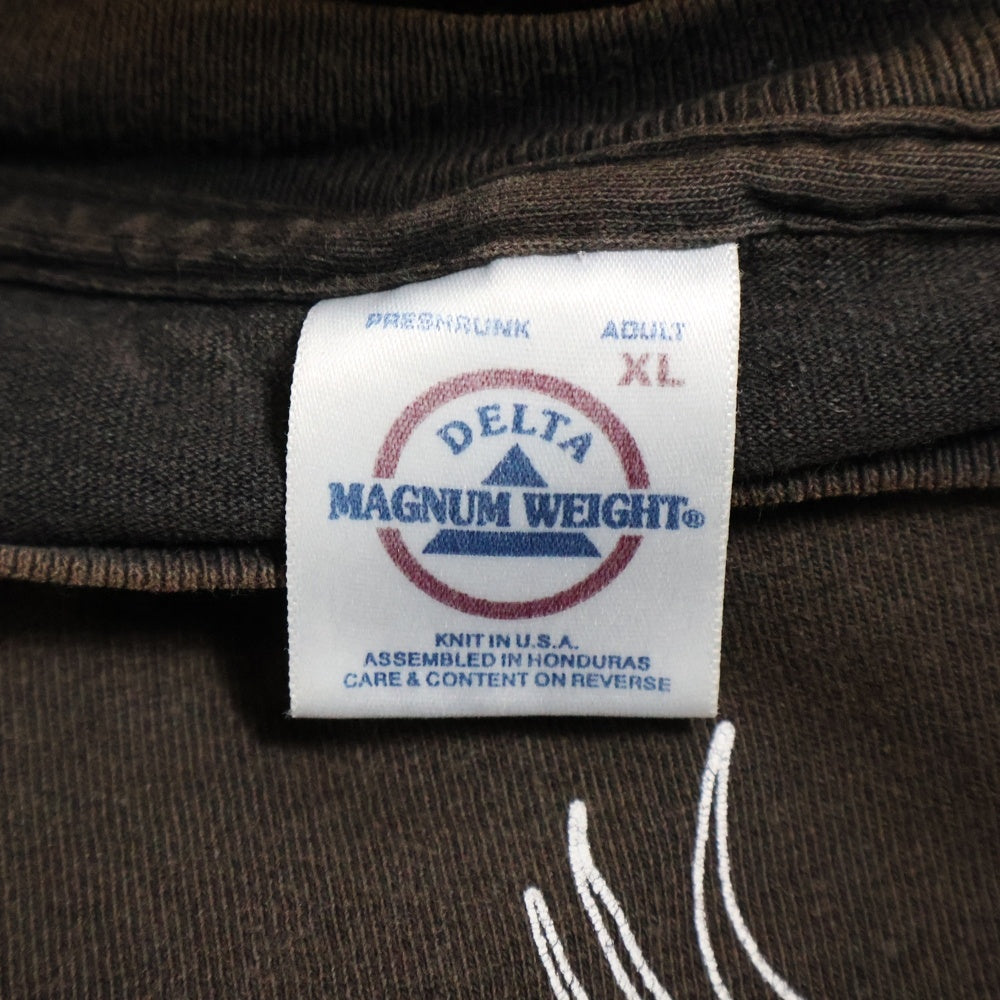 PRESHRUNK ADULT
XL
DELTA
MAGNUM WEIGHT®
KNIT IN U.S.A.
ASSEMBLED IN HONDURAS
CARE & CONTENT ON REVERSE